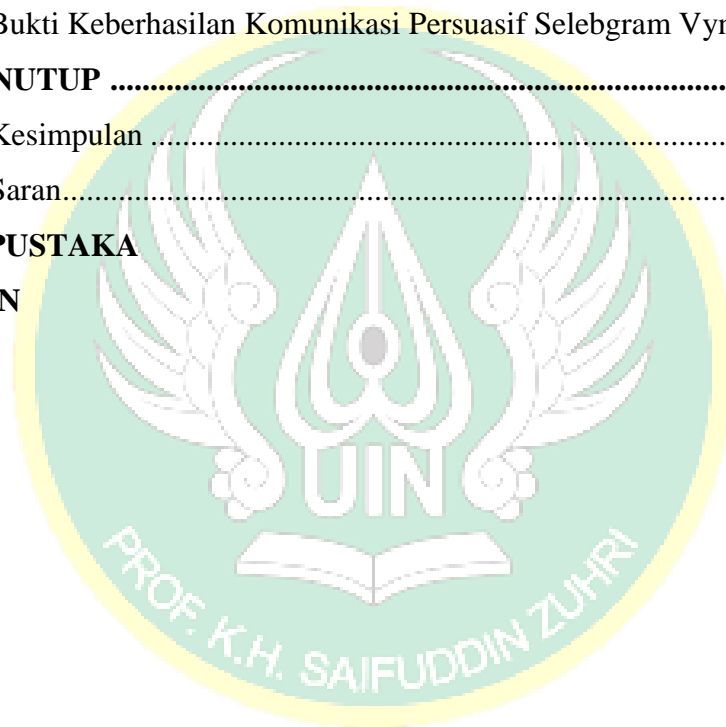 Bukti Keberhasilan Komunikasi Persuasif Selebgram Vyn
NUTUP ........................................................................
Kesimpulan ..................................................................
Saran............................................................................
PUSTAKA
N
UIN
PROF. K.H. SAIFUDDIN ZUHRI